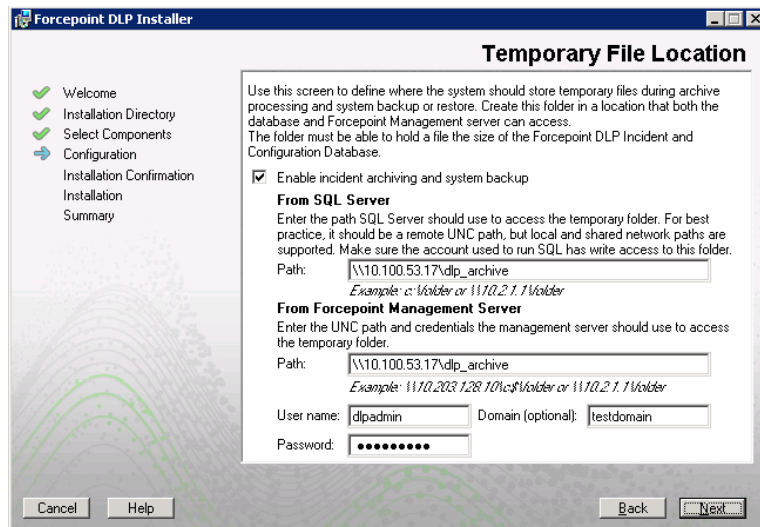 Forcepoint DLP Installer
Temporary File Location
Welcome
Installation Directory
Select Components
Configuration
Installation Confirmation
Installation
Summary
Use this screen to define where the system should store temporary files during archive
processing and system backup or restore. Create this folder in a location that both the
database and Forcepoint Management server can access.
The folder must be able to hold a file the size of the Forcepoint DLP Incident and
Configuration Database.
Enable incident archiving and system backup
From SQL Server
Enter the path SQL Server should use to access the temporary folder. For best
practice, it should be a remote UNC path, but local and shared network paths are
supported. Make sure the account used to run SQL has write access to this folder.
Path: \\10.100.53.17\dlp_archive
Example: c:\folder or \\10.2.1.1\folder
From Forcepoint Management Server
Enter the UNC path and credentials the management server should use to access
the temporary folder.
Path: \\10.100.53.17\dlp_archive
Example: \\10.203.128.10\c$\folder or \\10.2.1.1\folder
User name: dlpadmin Domain (optional): testdomain
Password: ●●●●●●●●●
Cancel Help Back Next